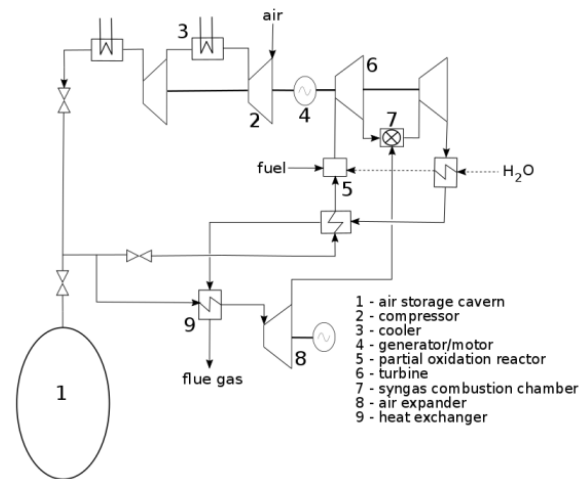 air
3
6
2
4
7
fuel
5
H₂O
9
8
flue gas
1
1 - air storage cavern
2 - compressor
3 - cooler
4 - generator/motor
5 - partial oxidation reactor
6 - turbine
7 - syngas combustion chamber
8 - air expander
9 - heat exchanger